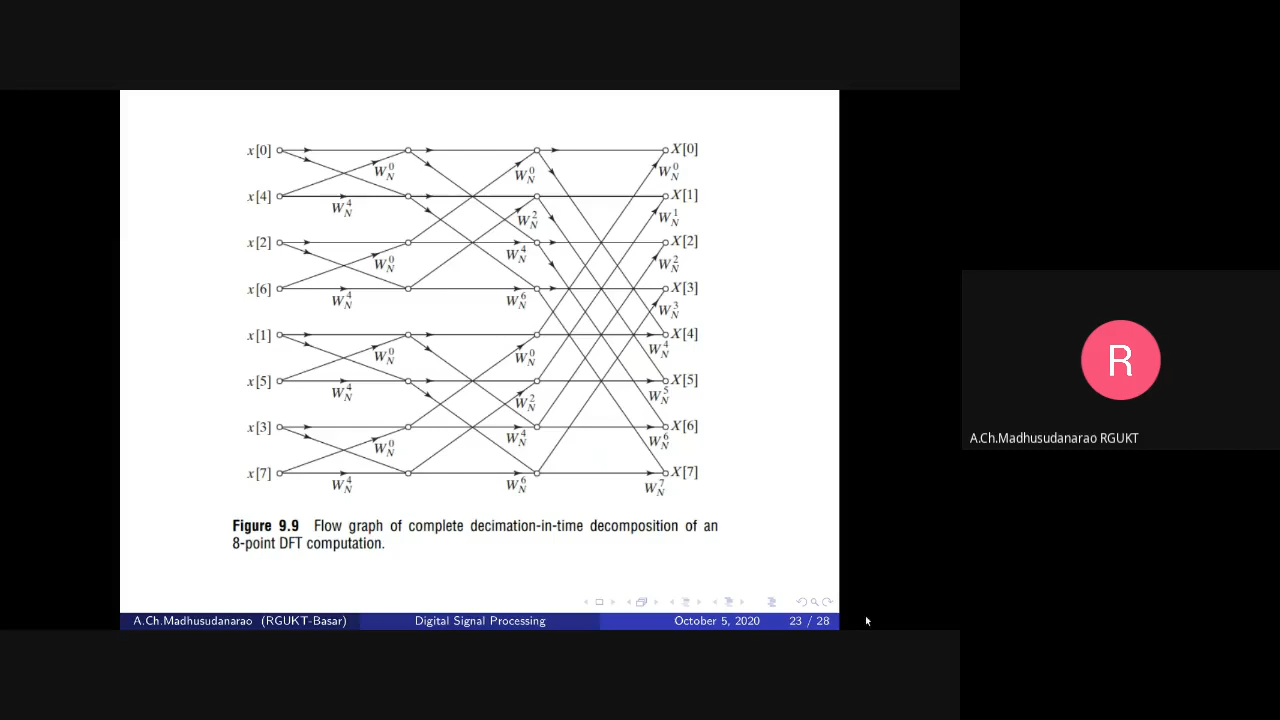 x[0] X[0]
W_N^0 W_N^0 W_N^0
x[4] X[1]
W_N^4 W_N^2 W_N^1
x[2] X[2]
W_N^0 W_N^4 W_N^2
x[6] X[3]
W_N^4 W_N^6 W_N^3
x[1] X[4]
W_N^0 W_N^0 W_N^4
x[5] X[5]
W_N^4 W_N^2 W_N^5
x[3] X[6]
W_N^0 W_N^4 W_N^6
x[7] X[7]
W_N^4 W_N^6 W_N^7
Figure 9.9 Flow graph of complete decimation-in-time decomposition of an
8-point DFT computation.
A.Ch.Madhusudanarao (RGUKT-Basar) Digital Signal Processing October 5, 2020 23 / 28
R
A.Ch.Madhusudanarao RGUKT